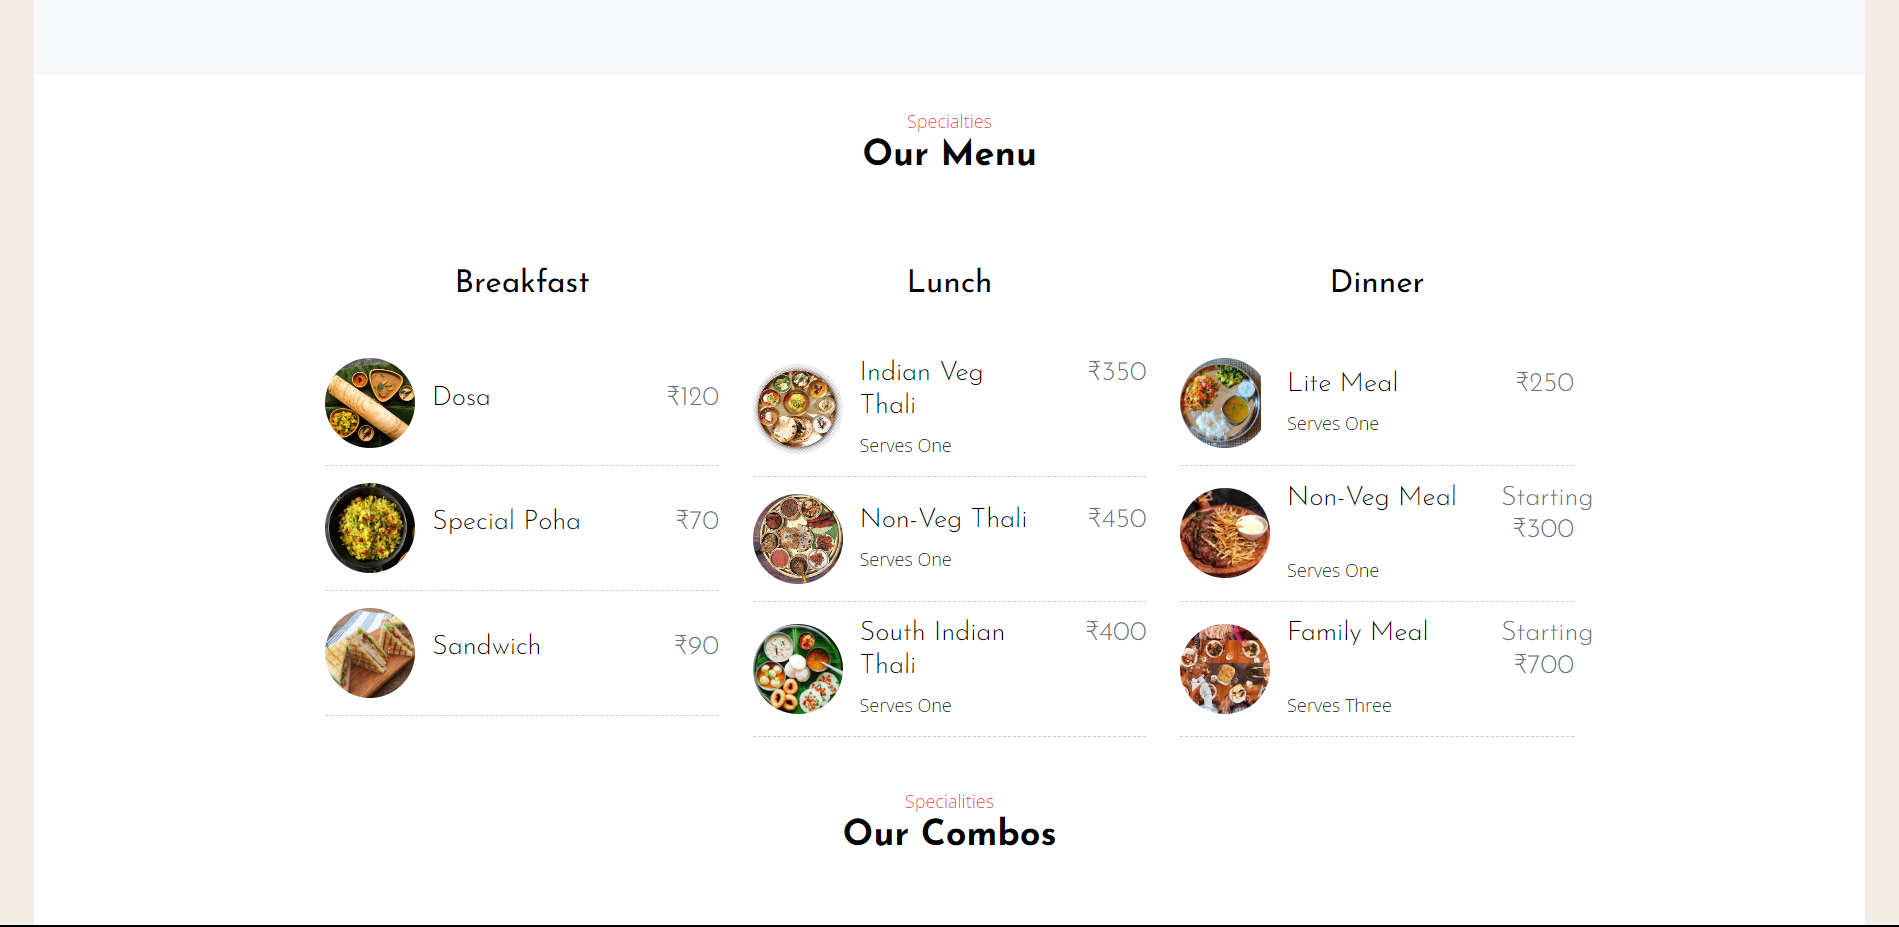 Specialties
Our Menu
Breakfast
Dosa ₹120
Special Poha ₹70
Sandwich ₹90
Lunch
Indian Veg ₹350
Thali
Serves One
Non-Veg Thali ₹450
Serves One
South Indian ₹400
Thali
Serves One
Dinner
Lite Meal ₹250
Serves One
Non-Veg Meal Starting
₹300
Serves One
Family Meal Starting
₹700
Serves Three
Specialities
Our Combos